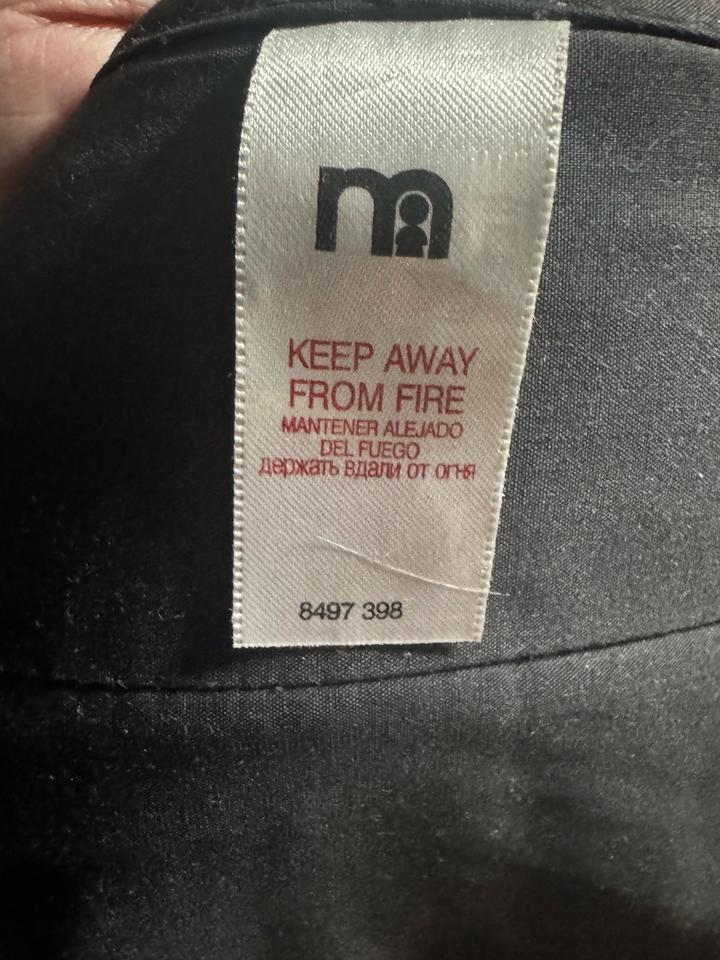 m
KEEP AWAY
FROM FIRE
MANTENER ALEJADO
DEL FUEGO
держать вдали от огня
8497 398